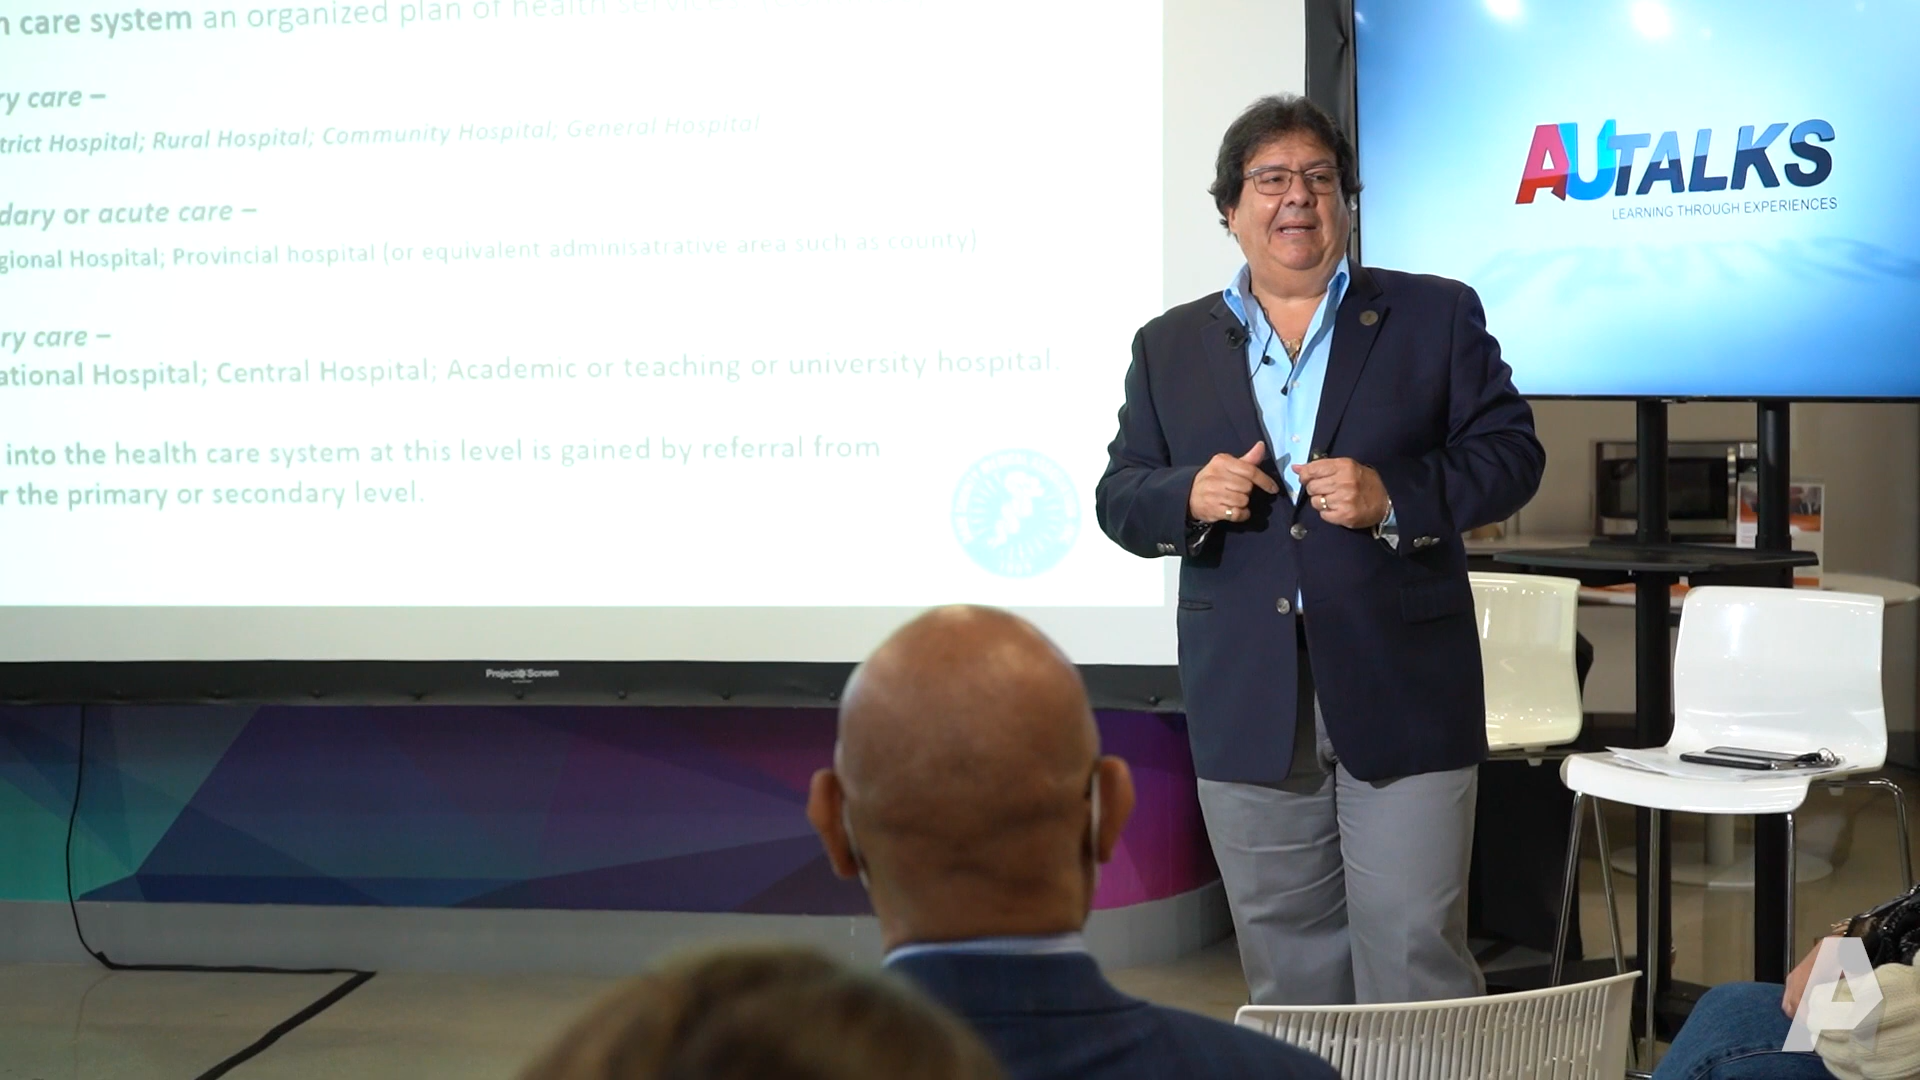 care system an organized plan of health services
ry care –
trict Hospital; Rural Hospital; Community Hospital; General Hospital
dary or acute care –
gional Hospital; Provincial hospital (or equivalent adminisatrative area such as county)
ry care –
ational Hospital; Central Hospital; Academic or teaching or university hospital.
into the health care system at this level is gained by referral from
r the primary or secondary level.
Project Screen
AUTALKS
LEARNING THROUGH EXPERIENCES